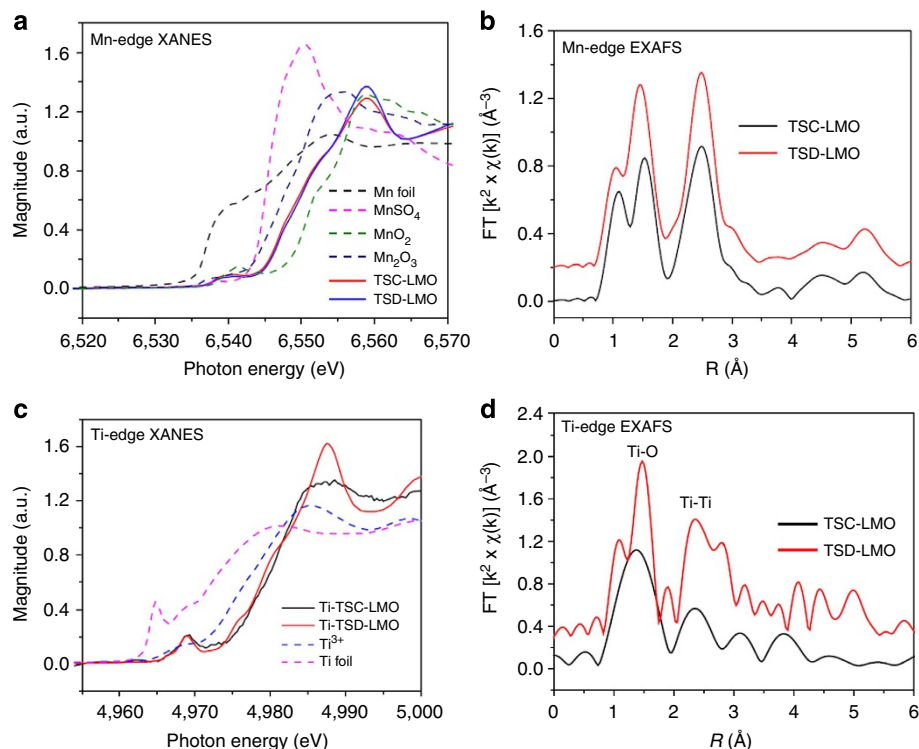 a
Mn-edge XANES
Magnitude (a.u.)
1.6
1.2
0.8
0.4
0.0
Mn foil
MnSO₄
MnO₂
Mn₂O₃
TSC-LMO
TSD-LMO
6,520 6,530 6,540 6,550 6,560 6,570
Photon energy (eV)
b
Mn-edge EXAFS
FT [k² x χ(k)] (Å⁻³)
1.6
1.2
0.8
0.4
0.0
TSC-LMO
TSD-LMO
0 1 2 3 4 5 6
R (Å)
c
Ti-edge XANES
Magnitude (a.u.)
1.6
1.2
0.8
0.4
0.0
Ti-TSC-LMO
Ti-TSD-LMO
Ti³⁺
Ti foil
4,960 4,970 4,980 4,990 5,000
Photon energy (eV)
d
Ti-edge EXAFS
FT [k² x χ(k)] (Å⁻³)
2.4
2.0
1.6
1.2
0.8
0.4
0.0
Ti-O
Ti-Ti
TSC-LMO
TSD-LMO
0 1 2 3 4 5 6
R (Å)